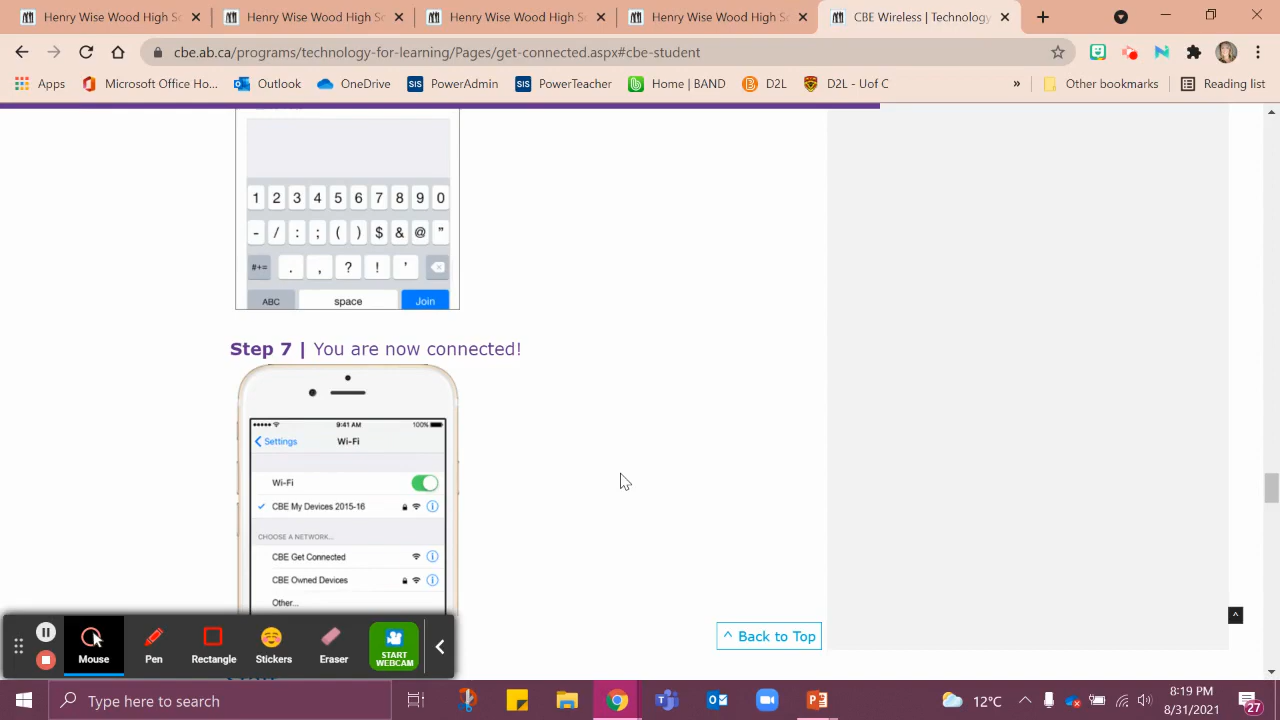 Henry Wise Wood High S
Henry Wise Wood High S
Henry Wise Wood High S
Henry Wise Wood High S
CBE Wireless | Technology
cbe.ab.ca/programs/technology-for-learning/Pages/get-connected.aspx#cbe-student
Apps
Microsoft Office Ho...
Outlook
OneDrive
SIS PowerAdmin
SIS PowerTeacher
Home | BAND
D2L
D2L - Uof C
»
Other bookmarks
Reading list
1 2 3 4 5 6 7 8 9 0
- / : ; ( ) $ & @ "
#+= . , ? ! '
ABC space Join
Step 7 | You are now connected!
9:41 AM 100%
Settings Wi-Fi
Wi-Fi
CBE My Devices 2015-16
CHOOSE A NETWORK...
CBE Get Connected
CBE Owned Devices
Other...
^ Back to Top
Mouse
Pen
Rectangle
Stickers
Eraser
START
WEBCAM
Type here to search
12°C
8:19 PM
8/31/2021
27